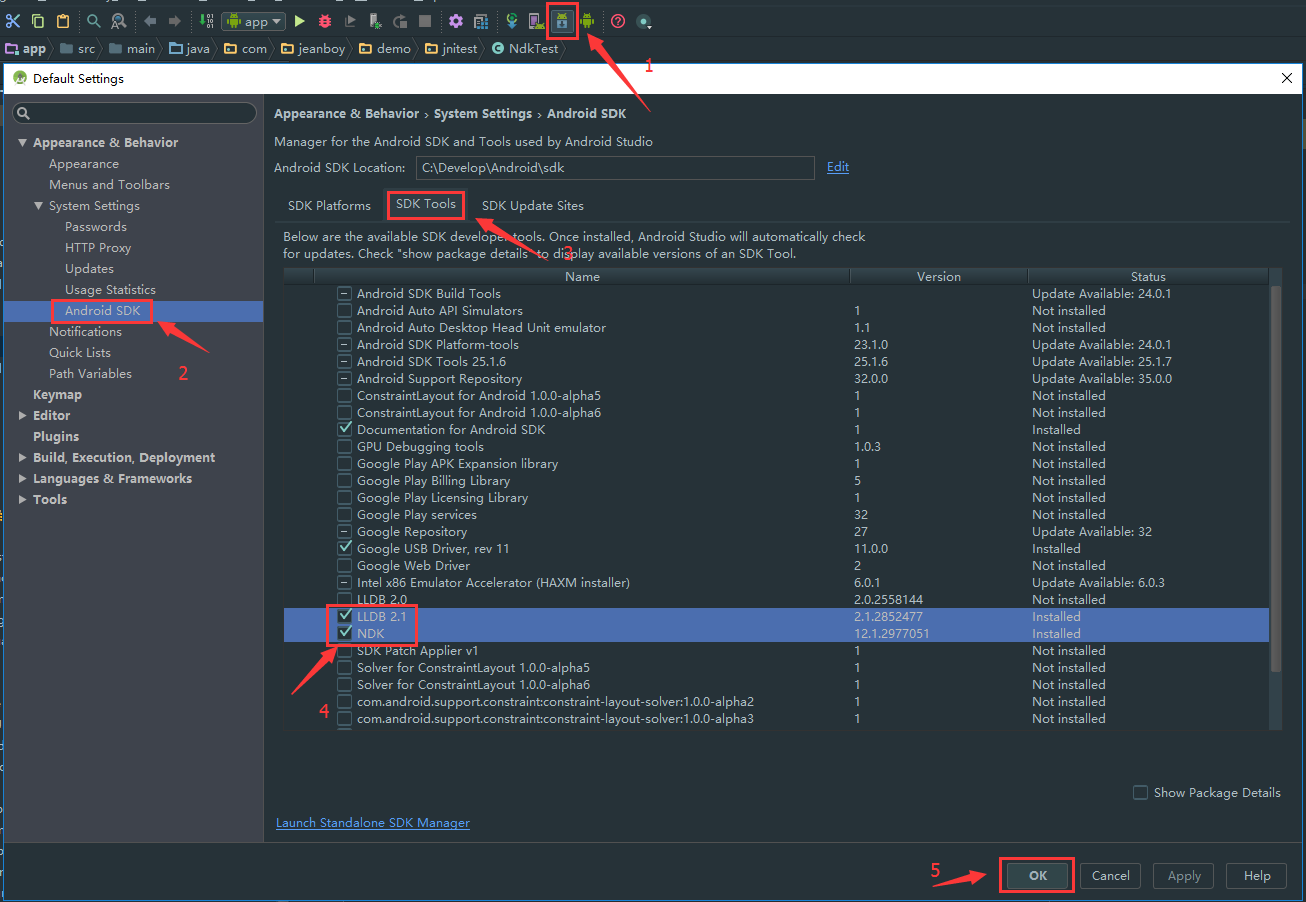 app
app src main java com jeanboy demo jnitest NdkTest
1
Default Settings
Appearance & Behavior
Appearance
Menus and Toolbars
System Settings
Passwords
HTTP Proxy
Updates
Usage Statistics
Android SDK
2
Notifications
Quick Lists
Path Variables
Keymap
Editor
Plugins
Build, Execution, Deployment
Languages & Frameworks
Tools
Appearance & Behavior › System Settings › Android SDK
Manager for the Android SDK and Tools used by Android Studio
Android SDK Location: C:\Develop\Android\sdk Edit
SDK Platforms SDK Tools SDK Update Sites
3
Below are the available SDK developer tools. Once installed, Android Studio will automatically check
for updates. Check "show package details" to display available versions of an SDK Tool.
Name Version Status
Android SDK Build Tools Update Available: 24.0.1
Android Auto API Simulators 1 Not installed
Android Auto Desktop Head Unit emulator 1.1 Not installed
Android SDK Platform-tools 23.1.0 Update Available: 24.0.1
Android SDK Tools 25.1.6 25.1.6 Update Available: 25.1.7
Android Support Repository 32.0.0 Update Available: 35.0.0
ConstraintLayout for Android 1.0.0-alpha5 1 Not installed
ConstraintLayout for Android 1.0.0-alpha6 1 Not installed
Documentation for Android SDK 1 Installed
GPU Debugging tools 1.0.3 Not installed
Google Play APK Expansion library 1 Not installed
Google Play Billing Library 5 Not installed
Google Play Licensing Library 1 Not installed
Google Play services 32 Not installed
Google Repository 27 Update Available: 32
Google USB Driver, rev 11 11.0.0 Installed
Google Web Driver 2 Not installed
Intel x86 Emulator Accelerator (HAXM installer) 6.0.1 Update Available: 6.0.3
LLDB 2.0 2.0.2558144 Not installed
LLDB 2.1 2.1.2852477 Installed
NDK 12.1.2977051 Installed
SDK Patch Applier v1 1 Not installed
Solver for ConstraintLayout 1.0.0-alpha5 1 Not installed
Solver for ConstraintLayout 1.0.0-alpha6 1 Not installed
com.android.support.constraint:constraint-layout-solver:1.0.0-alpha2 1 Not installed
com.android.support.constraint:constraint-layout-solver:1.0.0-alpha3 1 Not installed
4
Show Package Details
Launch Standalone SDK Manager
5
OK Cancel Apply Help